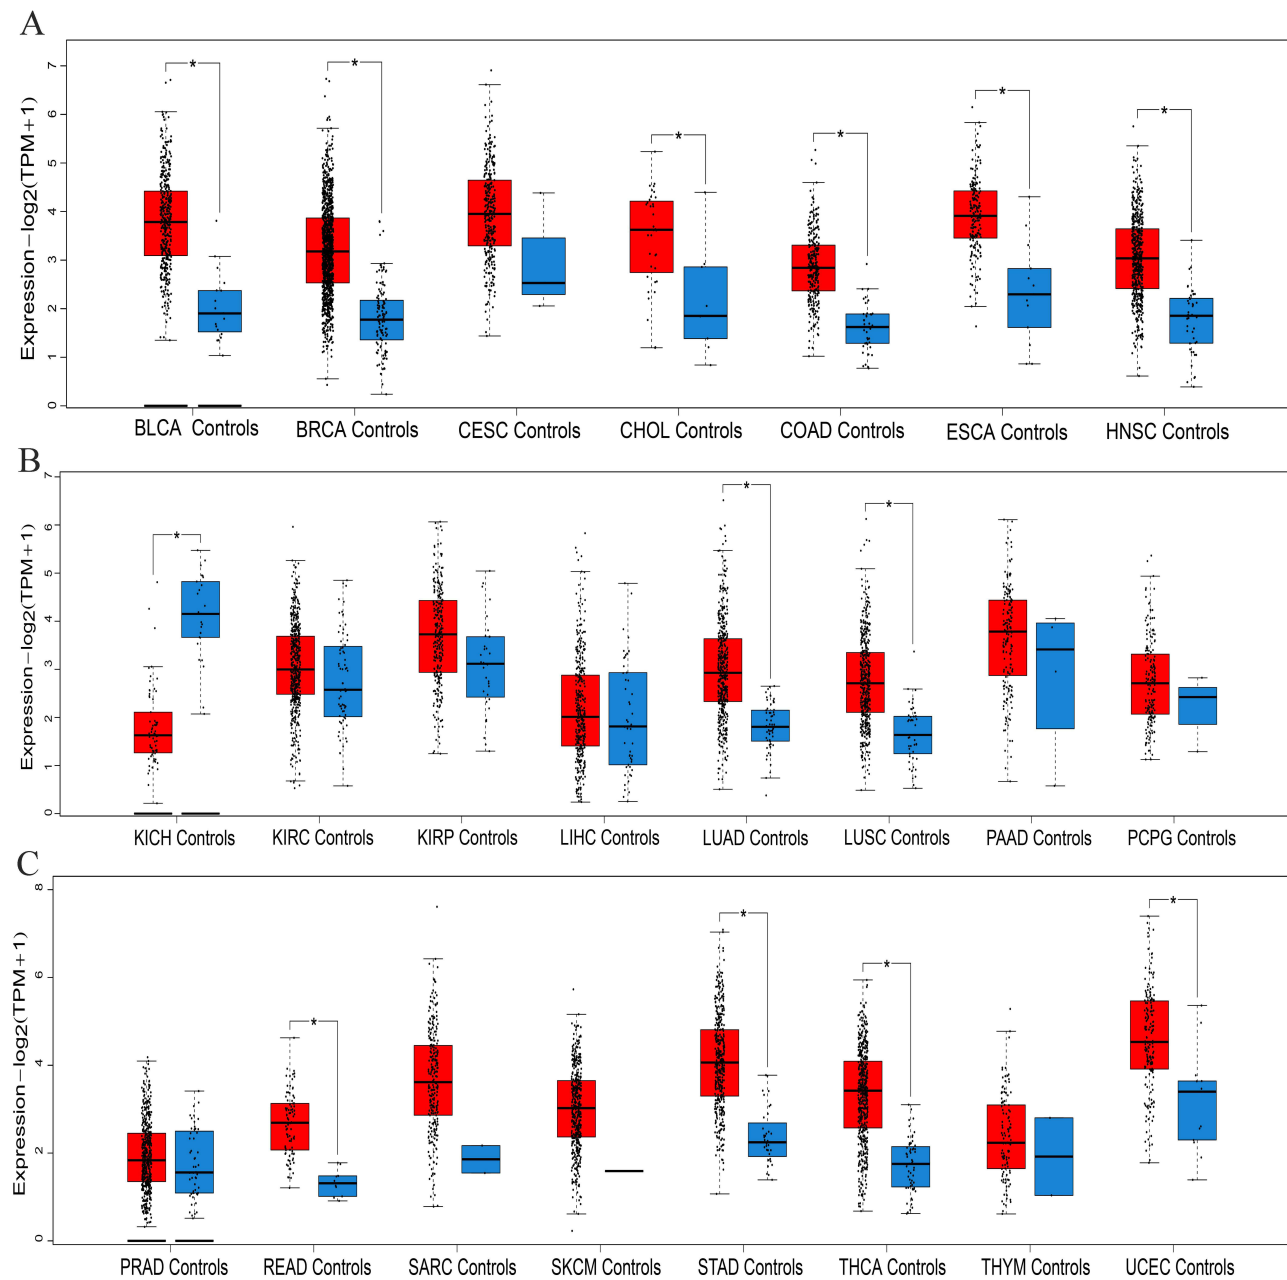 A
Expression−log2(TPM+1)
7
6
5
4
3
2
1
0
* * * * * *
BLCA Controls BRCA Controls CESC Controls CHOL Controls COAD Controls ESCA Controls HNSC Controls
B
Expression−log2(TPM+1)
7
6
5
4
3
2
1
0
* * *
KICH Controls KIRC Controls KIRP Controls LIHC Controls LUAD Controls LUSC Controls PAAD Controls PCPG Controls
C
Expression−log2(TPM+1)
8
6
4
2
0
* * * *
PRAD Controls READ Controls SARC Controls SKCM Controls STAD Controls THCA Controls THYM Controls UCEC Controls